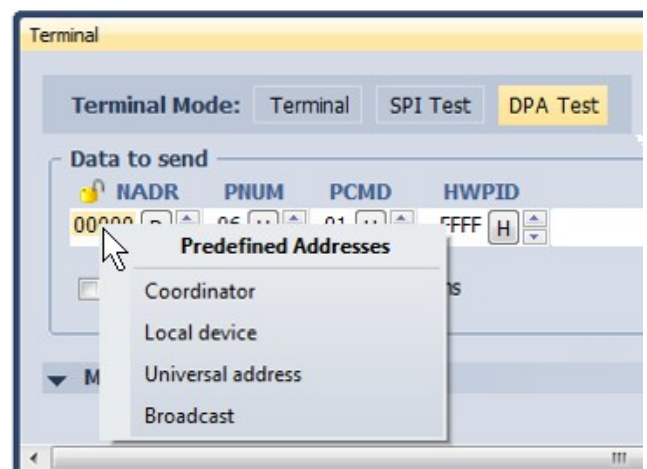 Terminal
Terminal Mode: Terminal SPI Test DPA Test
Data to send
NADR PNUM PCMD HWPID
FFFF H
Predefined Addresses
Coordinator
Local device
Universal address
Broadcast
M